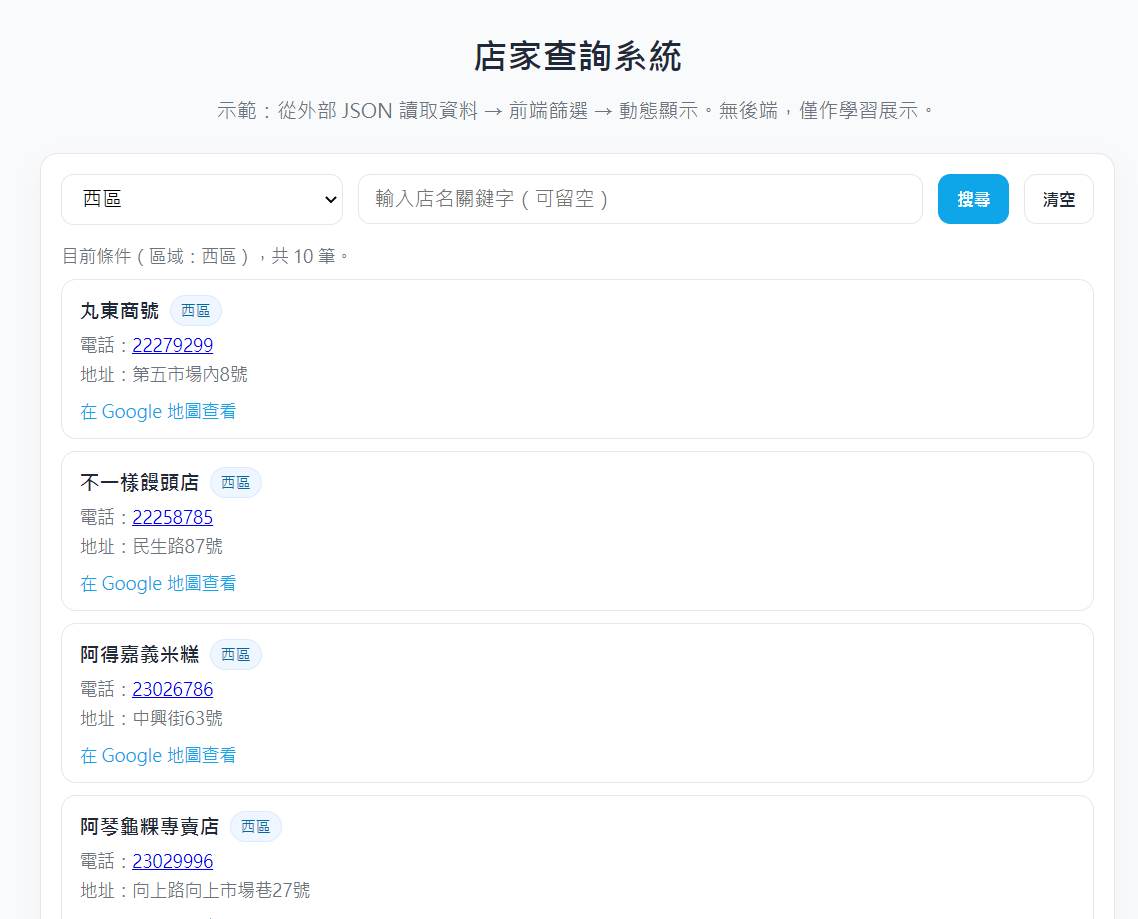 店家查詢系統
示範：從外部 JSON 讀取資料 → 前端篩選 → 動態顯示。無後端，僅作學習展示。
西區 輸入店名關鍵字（可留空） 搜尋 清空
目前條件（區域：西區），共 10 筆。
丸東商號 西區
電話：22279299
地址：第五市場內8號
在 Google 地圖查看
不一樣饅頭店 西區
電話：22258785
地址：民生路87號
在 Google 地圖查看
阿得嘉義米糕 西區
電話：23026786
地址：中興街63號
在 Google 地圖查看
阿琴龜粿專賣店 西區
電話：23029996
地址：向上路向上市場巷27號